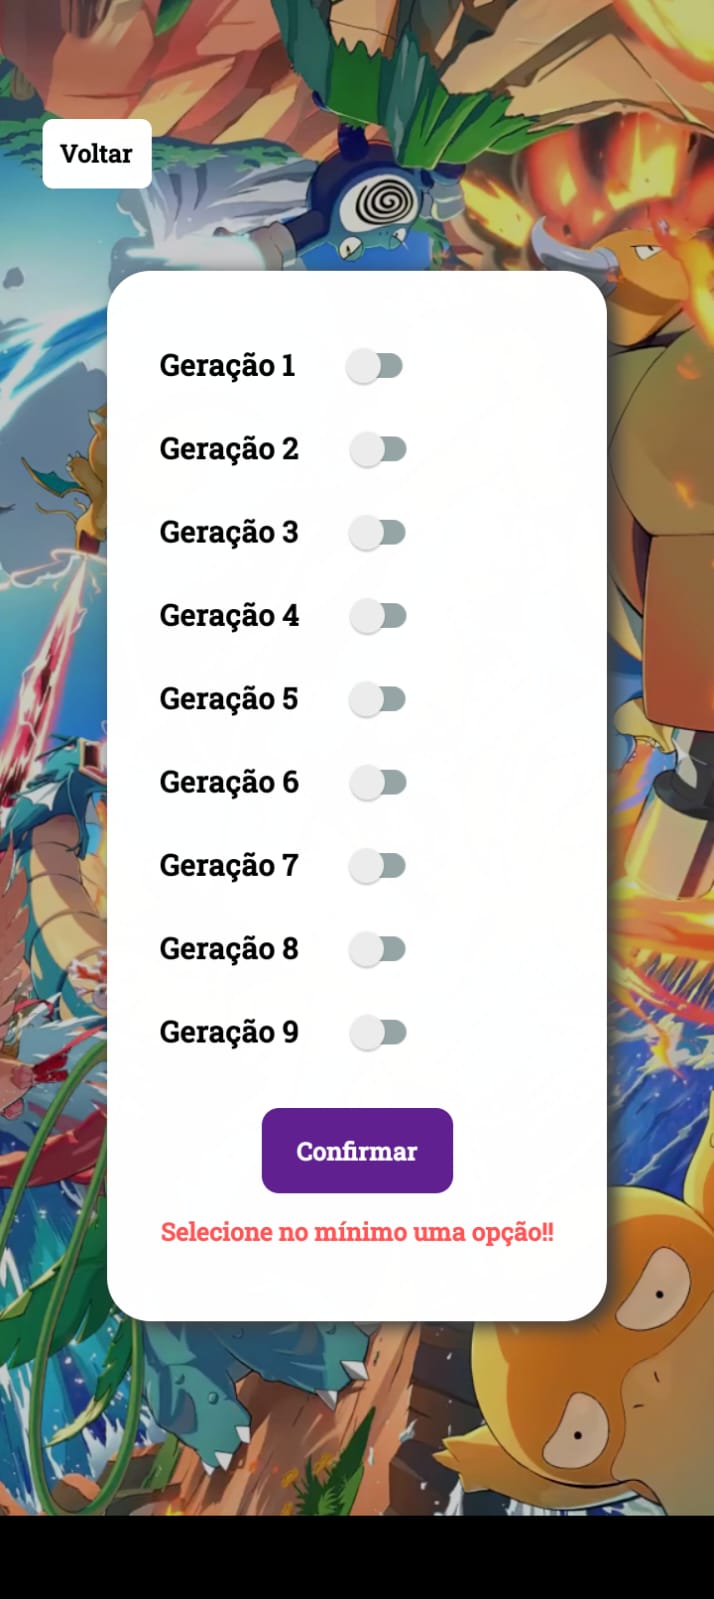 Voltar
Geração 1
Geração 2
Geração 3
Geração 4
Geração 5
Geração 6
Geração 7
Geração 8
Geração 9
Confirmar
Selecione no mínimo uma opção!!